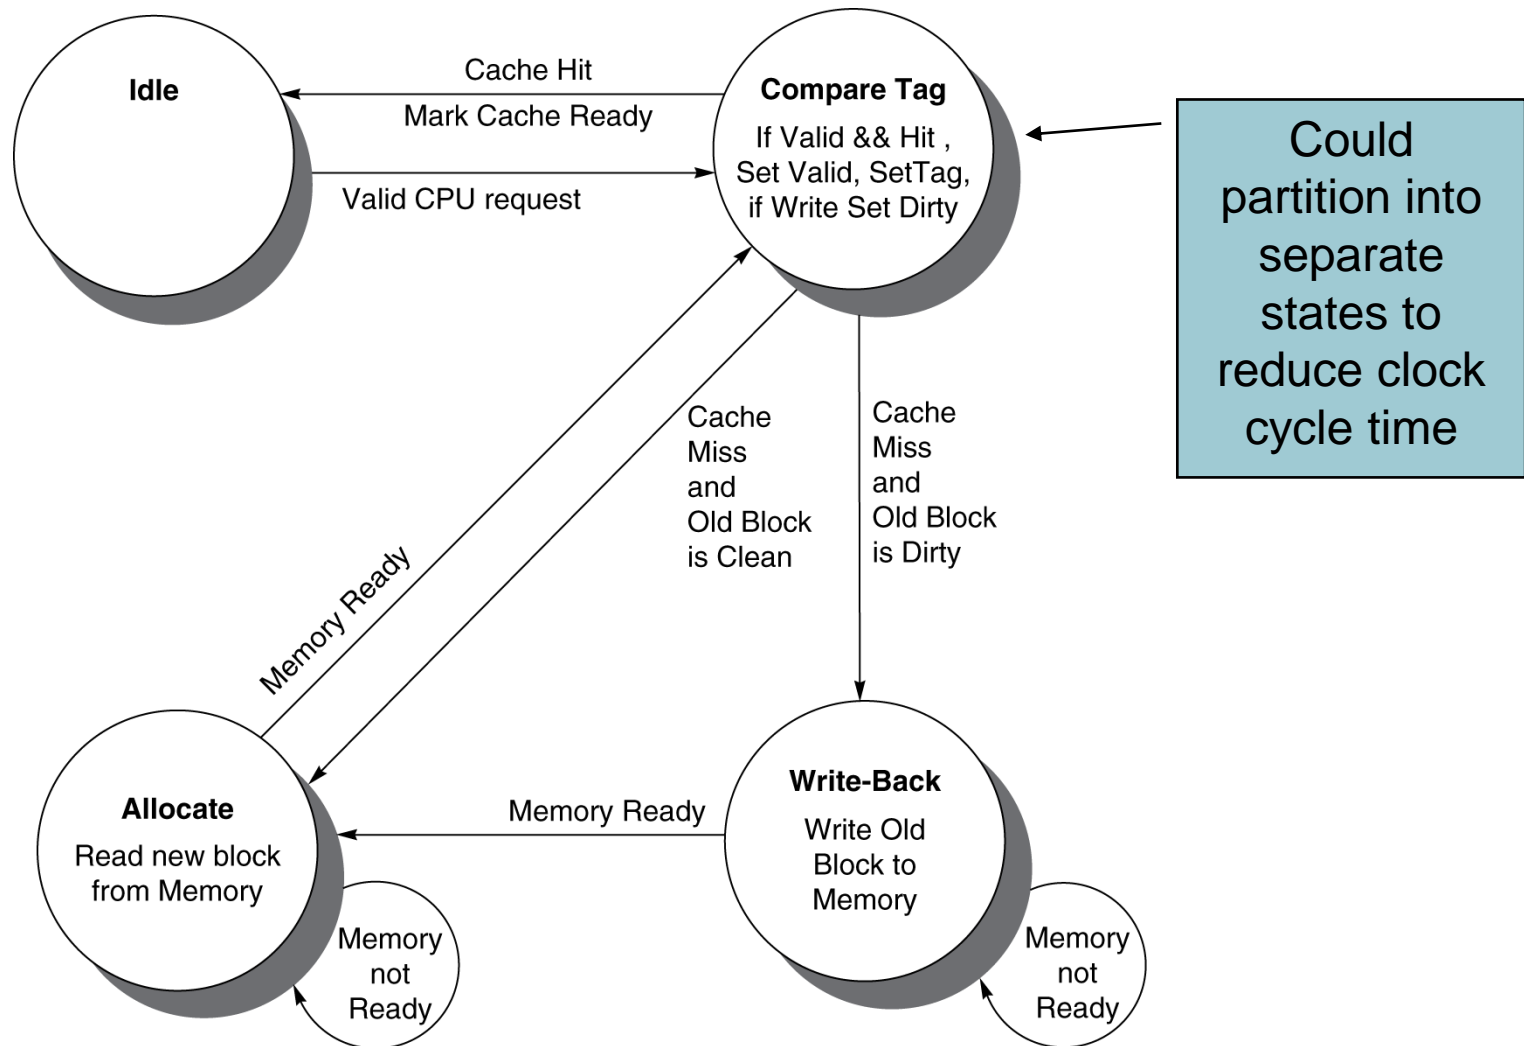 Idle
Cache Hit
Mark Cache Ready
Valid CPU request
Compare Tag
If Valid && Hit ,
Set Valid, SetTag,
if Write Set Dirty
Could
partition into
separate
states to
reduce clock
cycle time
Cache
Miss
and
Old Block
is Clean
Cache
Miss
and
Old Block
is Dirty
Memory Ready
Allocate
Read new block
from Memory
Memory Ready
Write-Back
Write Old
Block to
Memory
Memory
not
Ready
Memory
not
Ready